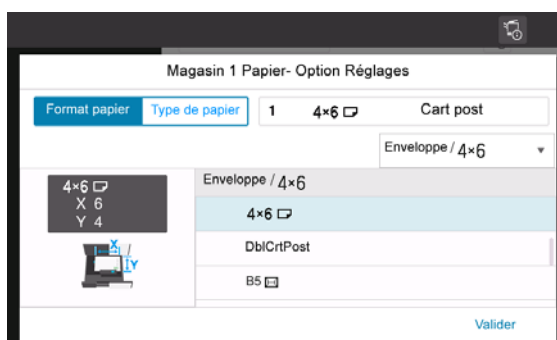 Magasin 1 Papier- Option Réglages
Format papier Type de papier 1 4×6 Cart post
Enveloppe / 4×6
4×6
X 6
Y 4
X
Y
Enveloppe / 4×6
4×6
DblCrtPost
B5
Valider